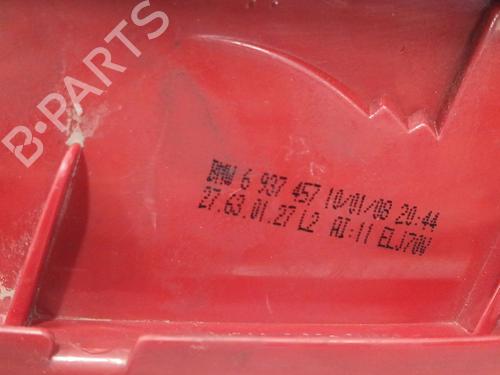 B-PARTS
BMW 6 937 457 10/01/08 20:44
27.63.01.27 L2 AI:11 ELJ70V